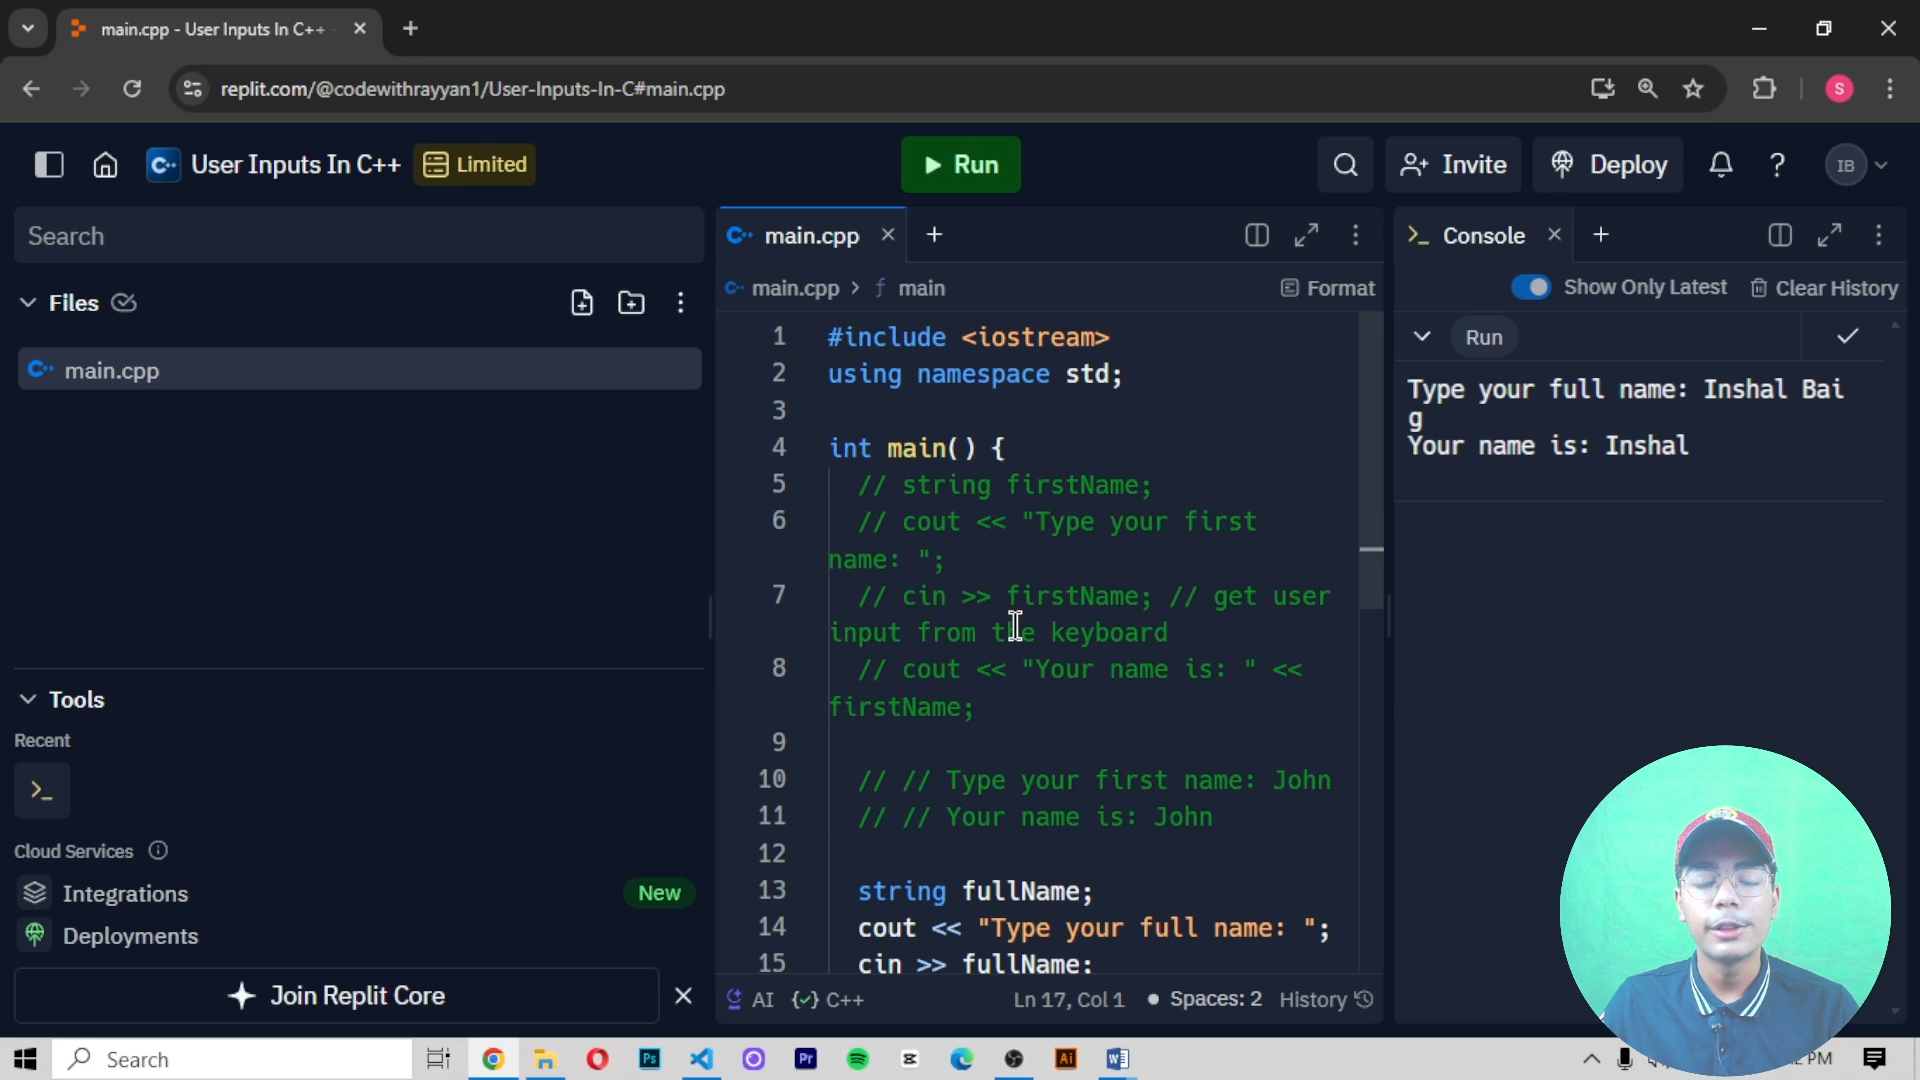 main.cpp - User Inputs In C++
replit.com/@codewithrayyan1/User-Inputs-In-C#main.cpp
S
User Inputs In C++
Limited
Run
Invite
Deploy
IB
Search
Files
main.cpp
Tools
Recent
Cloud Services
Integrations
New
Deployments
Join Replit Core
main.cpp
main.cpp > f main
Format
1 #include <iostream>
2 using namespace std;
3
4 int main() {
5 // string firstName;
6 // cout << "Type your first
name: ";
7 // cin >> firstName; // get user
input from the keyboard
8 // cout << "Your name is: " <<
firstName;
9
10 // // Type your first name: John
11 // // Your name is: John
12
13 string fullName;
14 cout << "Type your full name: ";
15 cin >> fullName;
AI {✓} C++
Ln 17, Col 1
Spaces: 2
History
>_ Console
Show Only Latest
Clear History
Run
Type your full name: Inshal Bai
g
Your name is: Inshal
Search
Ps
Pr
Ai
PM